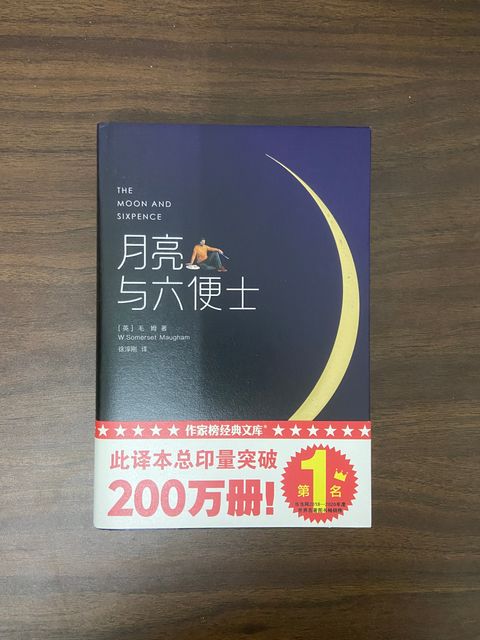 THE
MOON AND
SIXPENCE
月亮
与六便士
[英] 毛 姆 著
W.Somerset Maugham
徐淳刚 译
作家榜经典文库®
此译本总印量突破
200万册!
第1名